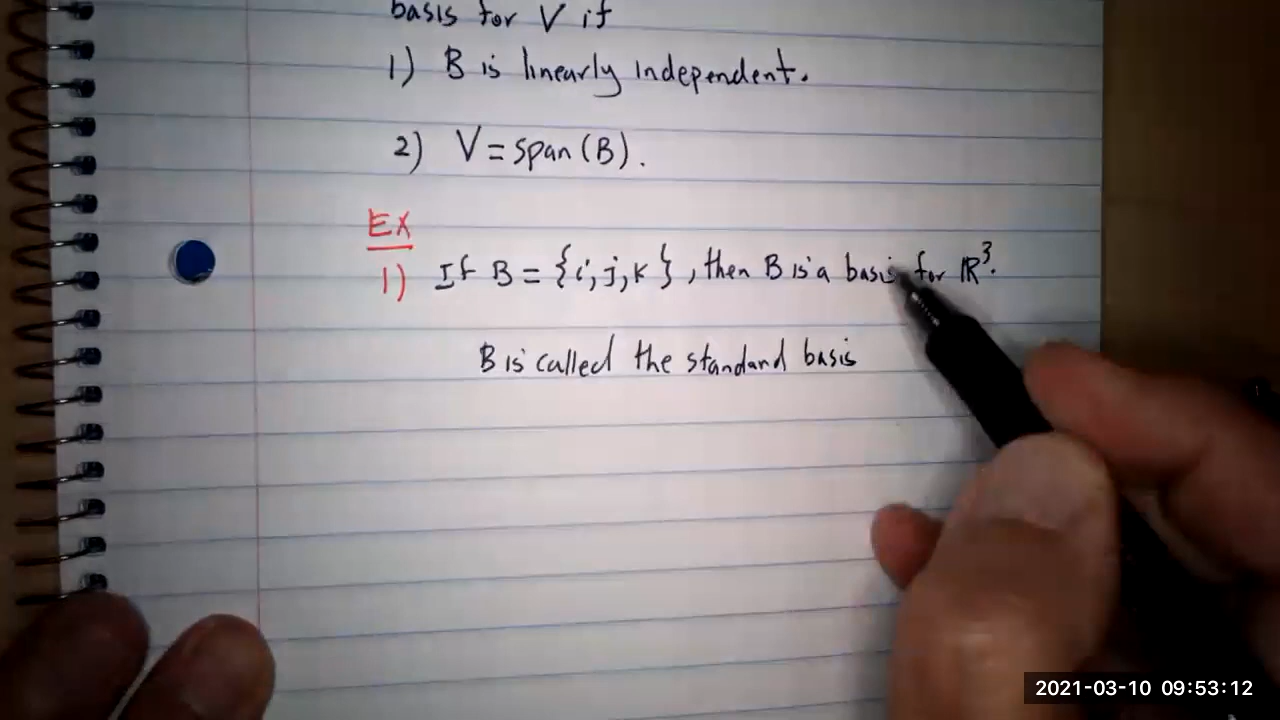 basis for V if
1) B is linearly independent.
2) V = span(B).
EX
1) If B = {i, j, k}, then B is a basis for ℝ³.
B is called the standard basis
2021-03-10 09:53:12